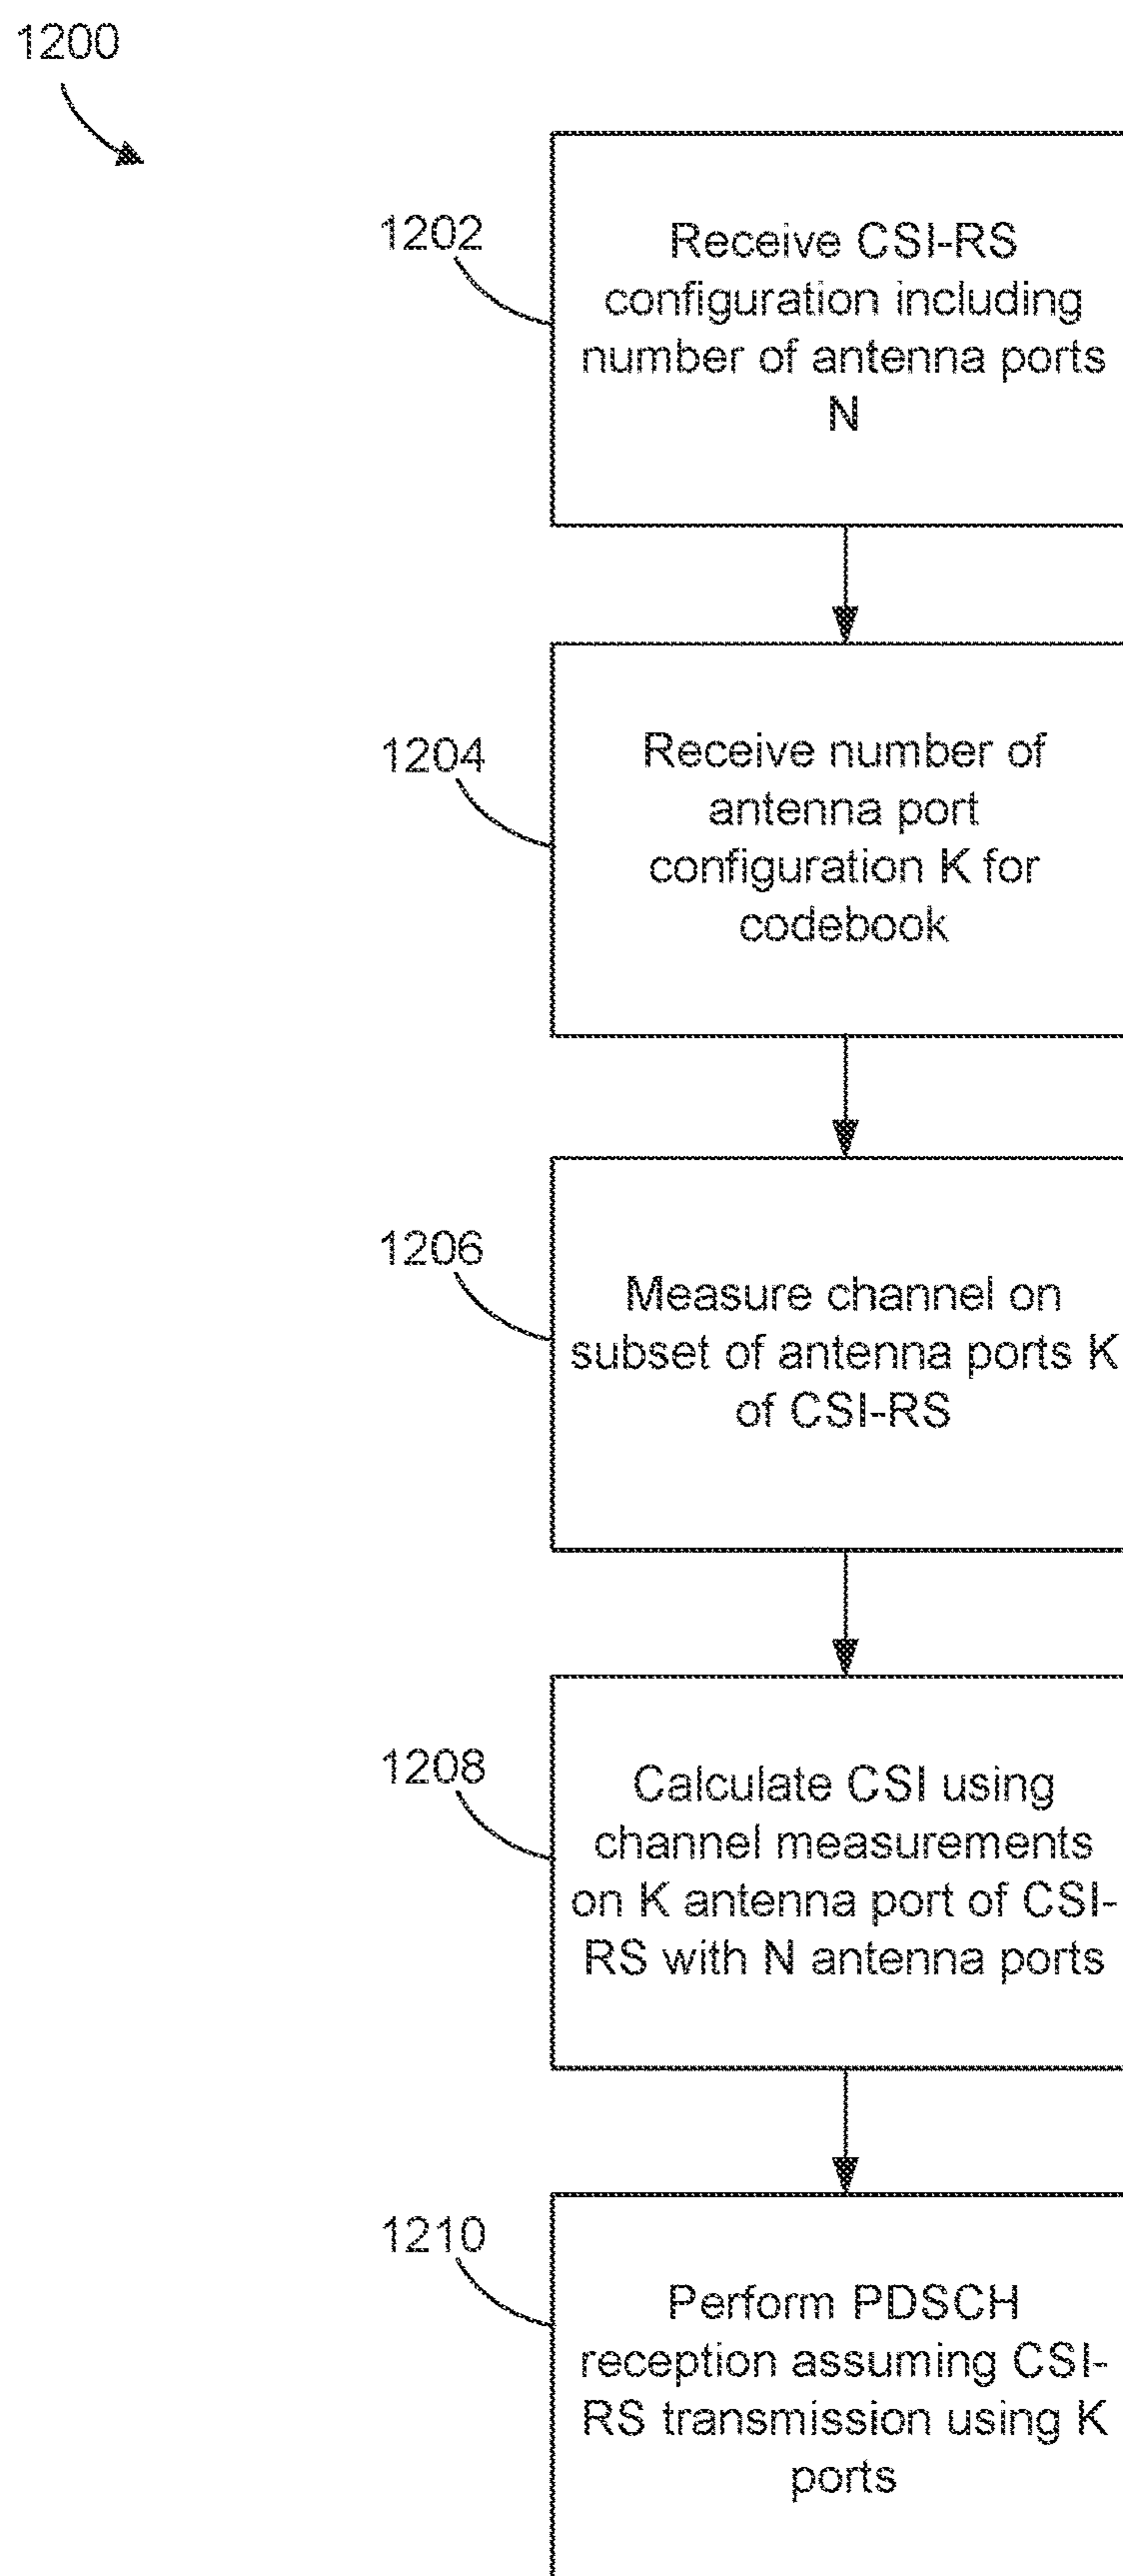 1200
1202
Receive CSI-RS
configuration including
number of antenna ports
N
1204
Receive number of
antenna port
configuration K for
codebook
1206
Measure channel on
subset of antenna ports K
of CSI-RS
1208
Calculate CSI using
channel measurements
on K antenna port of CSI-
RS with N antenna ports
1210
Perform PDSCH
reception assuming CSI-
RS transmission using K
ports